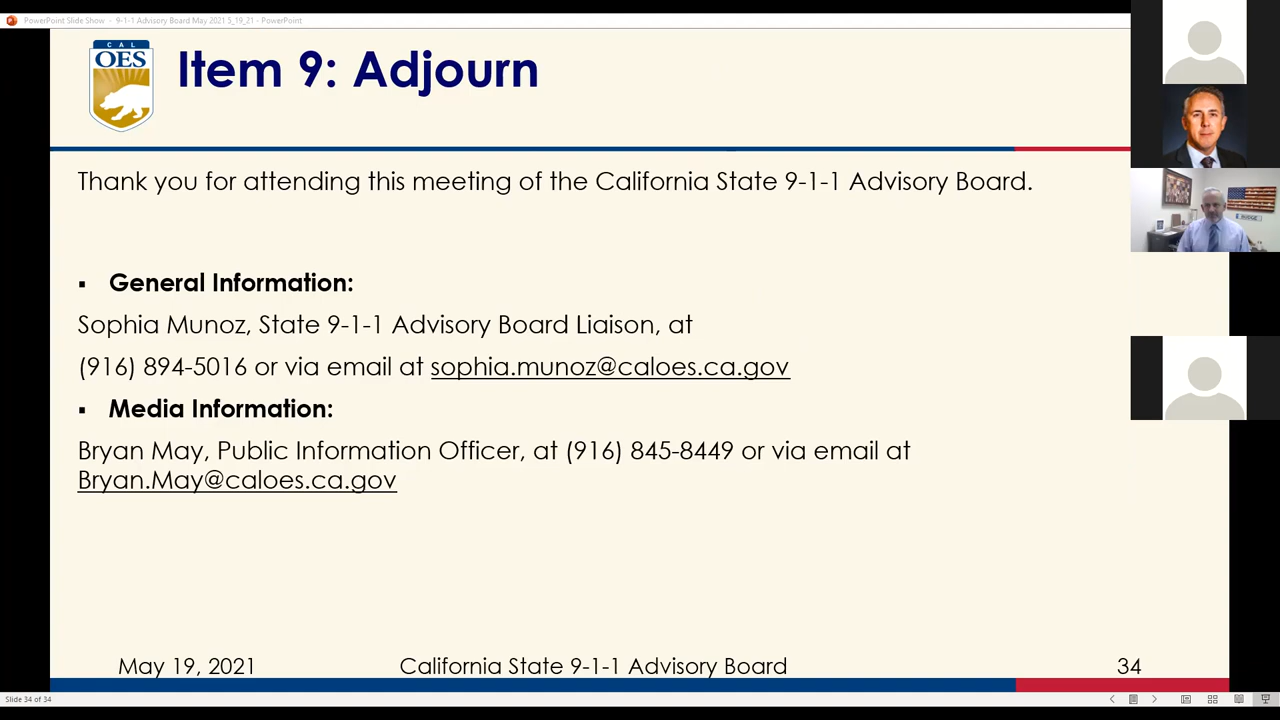 PowerPoint Slide Show - 9-1-1 Advisory Board May 2021 5_19_21 - PowerPoint
CAL
OES
Item 9: Adjourn
Thank you for attending this meeting of the California State 9-1-1 Advisory Board.
▪ General Information:
Sophia Munoz, State 9-1-1 Advisory Board Liaison, at
(916) 894-5016 or via email at sophia.munoz@caloes.ca.gov
▪ Media Information:
Bryan May, Public Information Officer, at (916) 845-8449 or via email at
Bryan.May@caloes.ca.gov
May 19, 2021 California State 9-1-1 Advisory Board 34
Slide 34 of 34